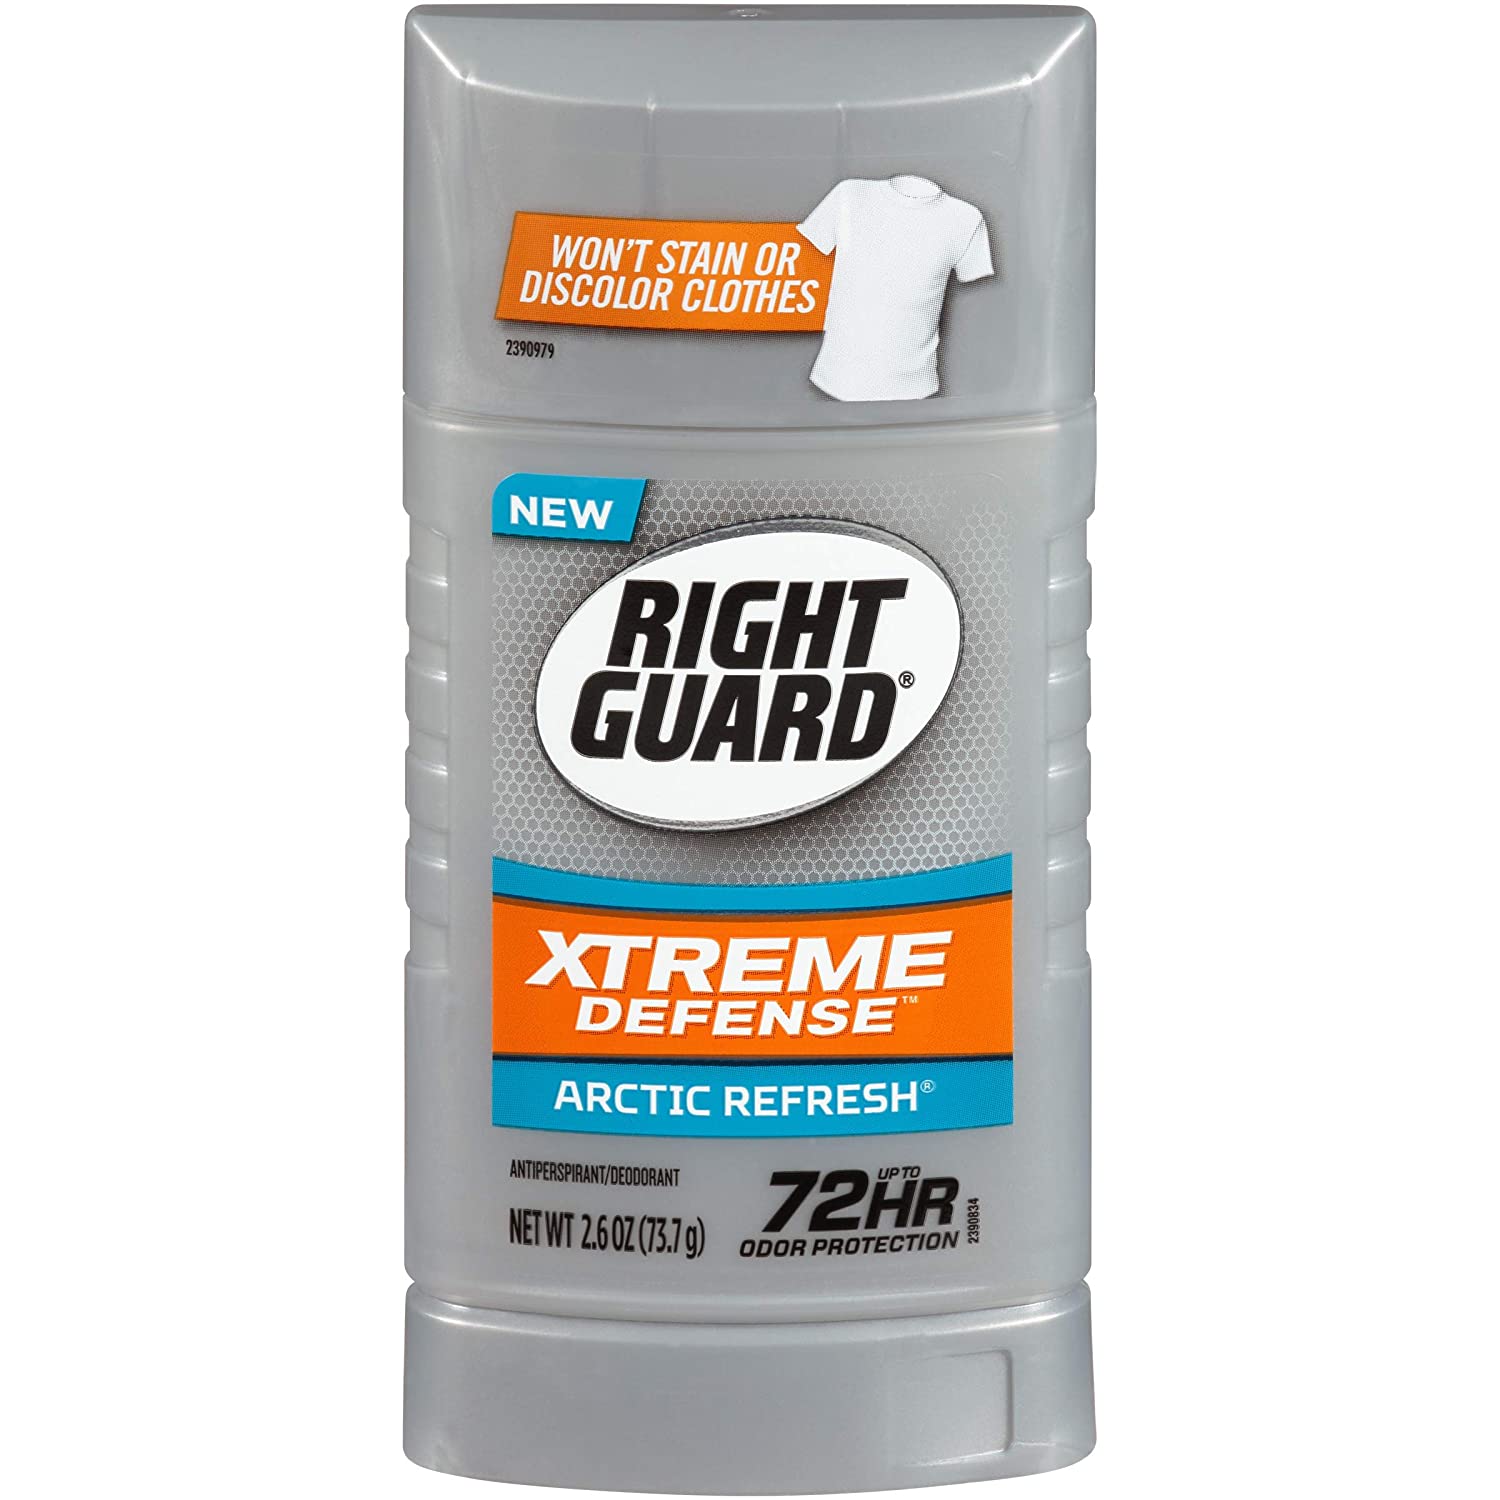 WON'T STAIN OR
DISCOLOR CLOTHES
2390979
NEW
RIGHT
GUARD®
XTREME
DEFENSE™
ARCTIC REFRESH®
ANTIPERSPIRANT/DEODORANT
NET WT 2.6 OZ (73.7 g)
UP TO
72HR
ODOR PROTECTION
2390834